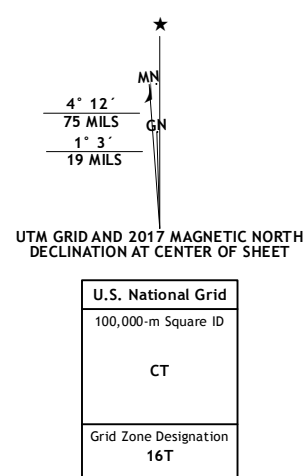 ★
MN
4° 12´
75 MILS
GN
1° 3´
19 MILS
UTM GRID AND 2017 MAGNETIC NORTH
DECLINATION AT CENTER OF SHEET
U.S. National Grid
100,000-m Square ID
CT
Grid Zone Designation
16T